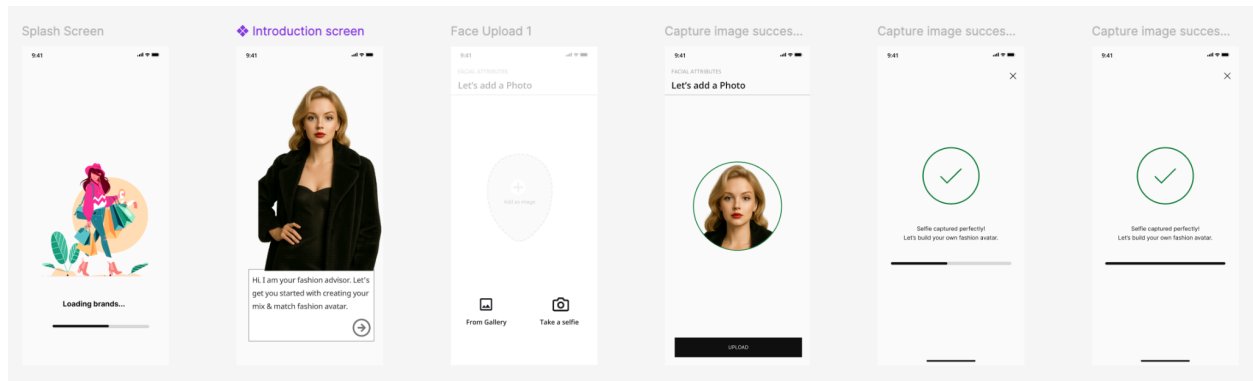 Splash Screen
Introduction screen
Face Upload 1
Capture image succes...
Capture image succes...
Capture image succes...
9:41
Loading brands...
9:41
Hi. I am your fashion advisor. Let's
get you started with creating your
mix & match fashion avatar.
9:41
FACIAL ATTRIBUTES
Let's add a Photo
Add an image
From Gallery
Take a selfie
9:41
FACIAL ATTRIBUTES
Let's add a Photo
UPLOAD
9:41
Selfie captured perfectly!
Let's build your own fashion avatar.
9:41
Selfie captured perfectly!
Let's build your own fashion avatar.